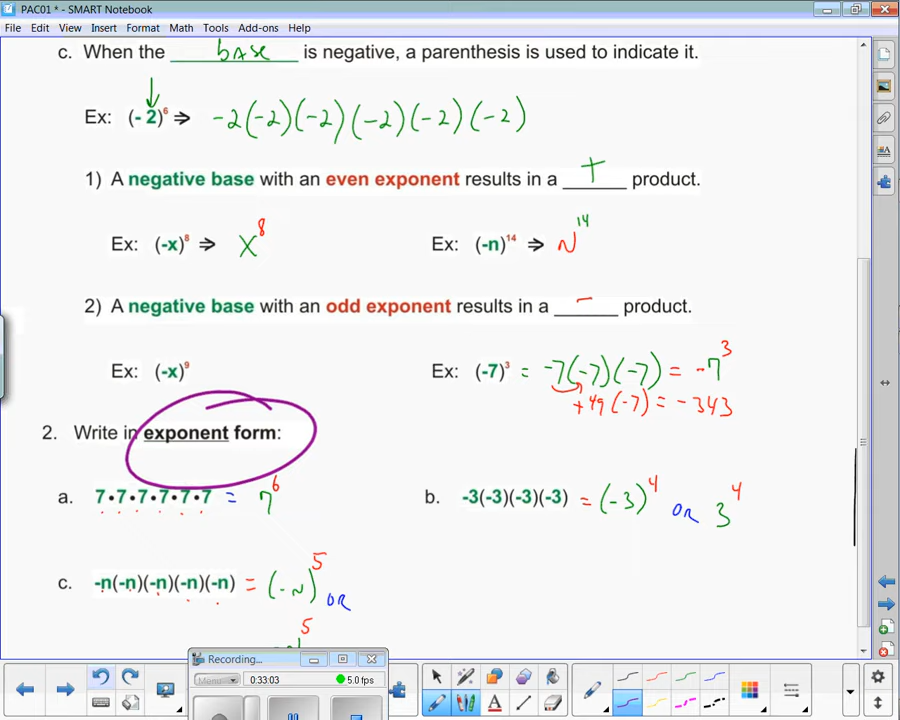 PAC01 * - SMART Notebook
File Edit View Insert Format Math Tools Add-ons Help
c. When the base is negative, a parenthesis is used to indicate it.
Ex: (-2)⁶ ⇒ -2(-2)(-2)(-2)(-2)(-2)
1) A negative base with an even exponent results in a + product.
Ex: (-x)⁸ ⇒ X⁸ Ex: (-n)¹⁴ ⇒ N¹⁴
2) A negative base with an odd exponent results in a - product.
Ex: (-x)⁹ Ex: (-7)³ = -7(-7)(-7) = -7³
+49(-7) = -343
2. Write in exponent form:
a. 7•7•7•7•7•7 = 7⁶ b. -3(-3)(-3)(-3) = (-3)⁴ OR 3⁴
c. -n(-n)(-n)(-n)(-n) = (-N)⁵ OR
5
Recording...
Menu 0:33:03 5.0 fps